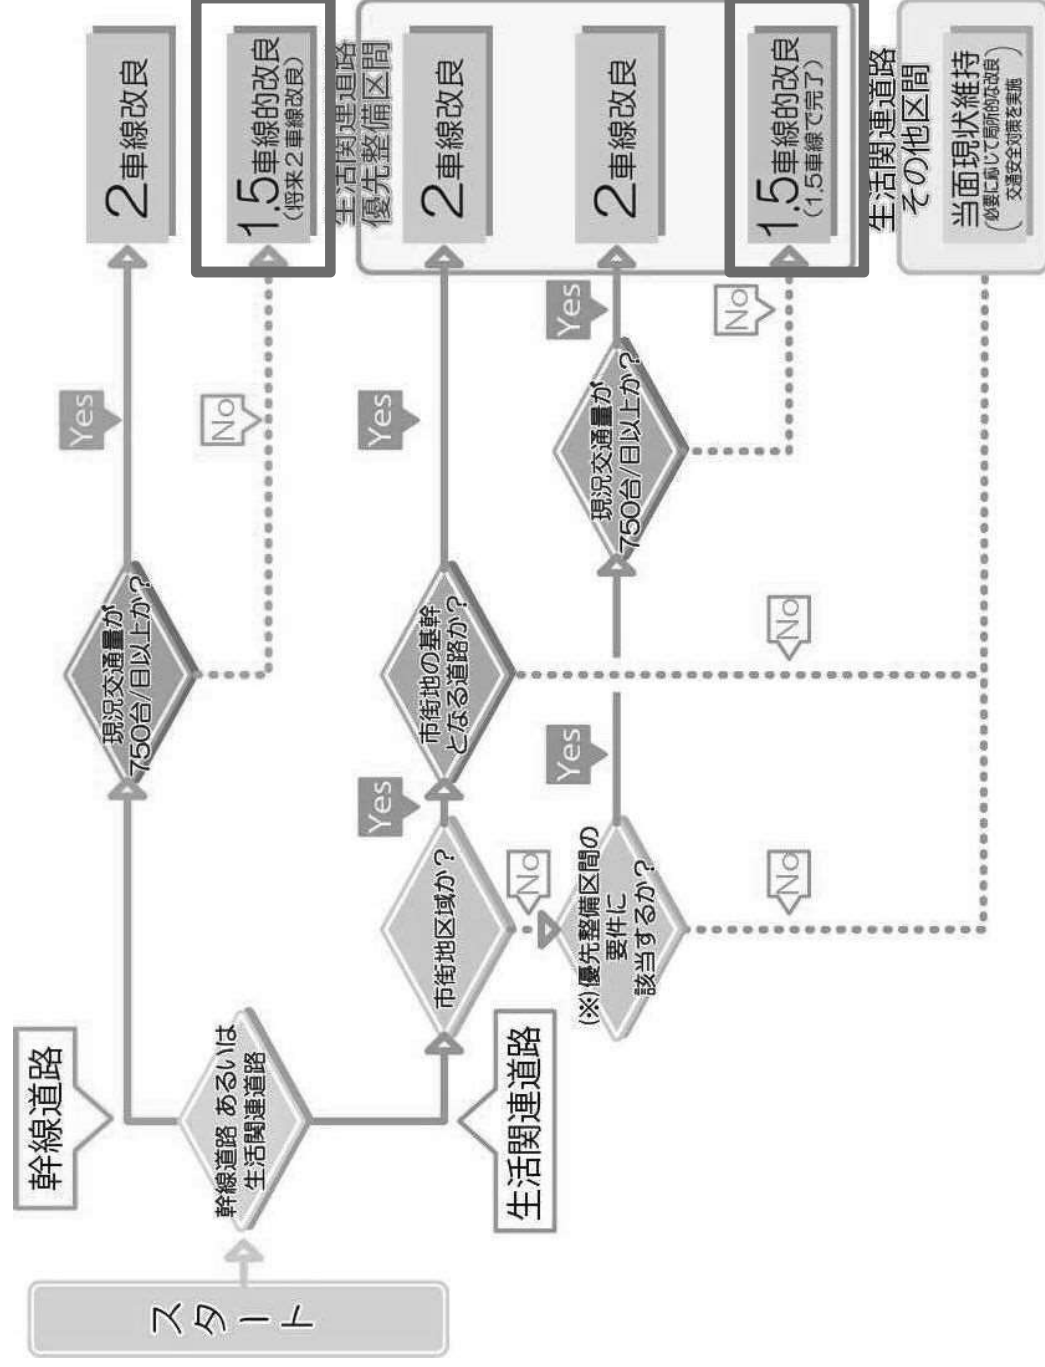 スタート
幹線道路 あるいは
生活関連道路
幹線道路
生活関連道路
現況交通量が
750台/日以上か?
Yes
No
2車線改良
1.5車線的改良
(将来2車線改良)
市街地区域か?
Yes
No
市街地の基幹
となる道路か?
Yes
No
生活関連道路
優先整備区間
2車線改良
(※)優先整備区間の
要件に
該当するか?
Yes
No
現況交通量が
750台/日以上か?
Yes
No
2車線改良
1.5車線的改良
(1.5車線で完了)
生活関連道路
その他区間
当面現状維持
(必要に応じて局所的な改良
交通安全対策を実施)